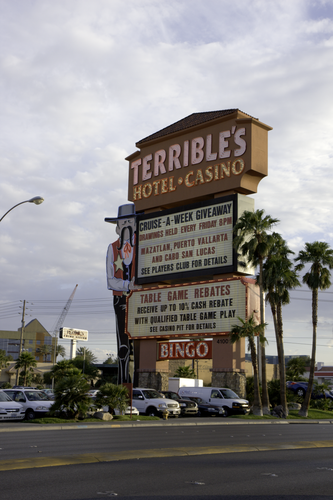 TERRIBLE'S
HOTEL • CASINO
CRUISE-A-WEEK GIVEAWAY
DRAWINGS HELD EVERY FRIDAY 8PM
MAZATLAN, PUERTO VALLARTA
AND CABO SAN LUCAS
SEE PLAYERS CLUB FOR DETAILS
TABLE GAME REBATES
RECEIVE UP TO 10% CASH REBATE
WITH QUALIFIED TABLE GAME PLAY
SEE CASINO PIT FOR DETAILS
BINGO